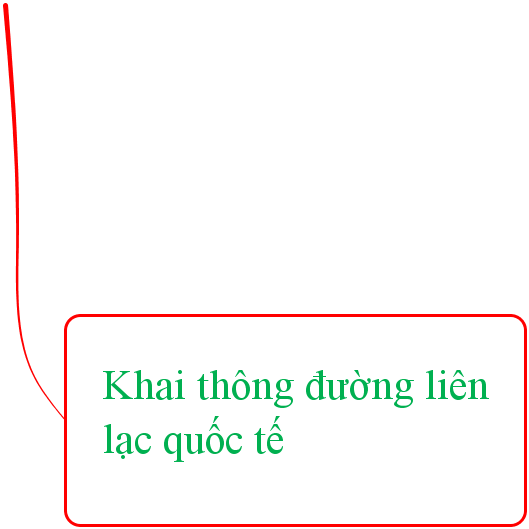 Khai thông đường liên
lạc quốc tế